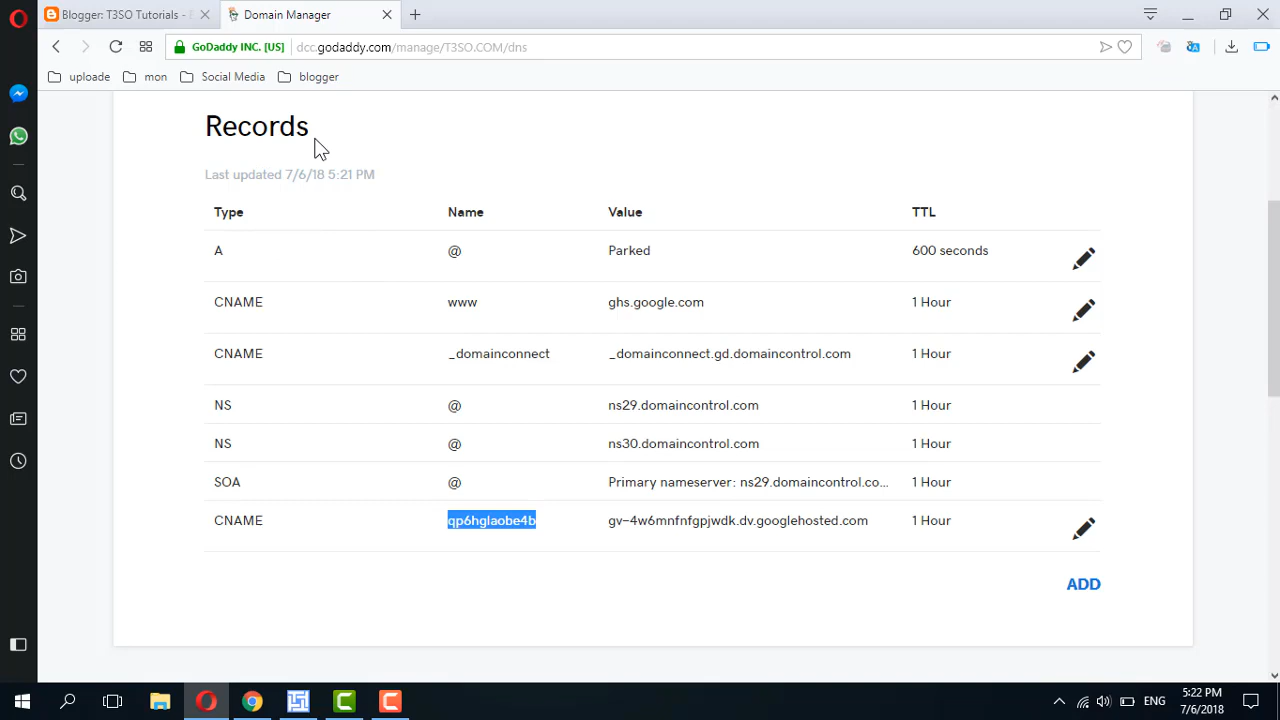 Blogger: T3SO Tutorials - E
Domain Manager
GoDaddy INC. [US]
dcc.godaddy.com/manage/T3SO.COM/dns
uploade
mon
Social Media
blogger
Records
Last updated 7/6/18 5:21 PM
Type Name Value TTL
A @ Parked 600 seconds
CNAME www ghs.google.com 1 Hour
CNAME _domainconnect _domainconnect.gd.domaincontrol.com 1 Hour
NS @ ns29.domaincontrol.com 1 Hour
NS @ ns30.domaincontrol.com 1 Hour
SOA @ Primary nameserver: ns29.domaincontrol.co... 1 Hour
CNAME qp6hglaobe4b gv-4w6mnfnfgpjwdk.dv.googlehosted.com 1 Hour
ADD
ENG
5:22 PM
7/6/2018